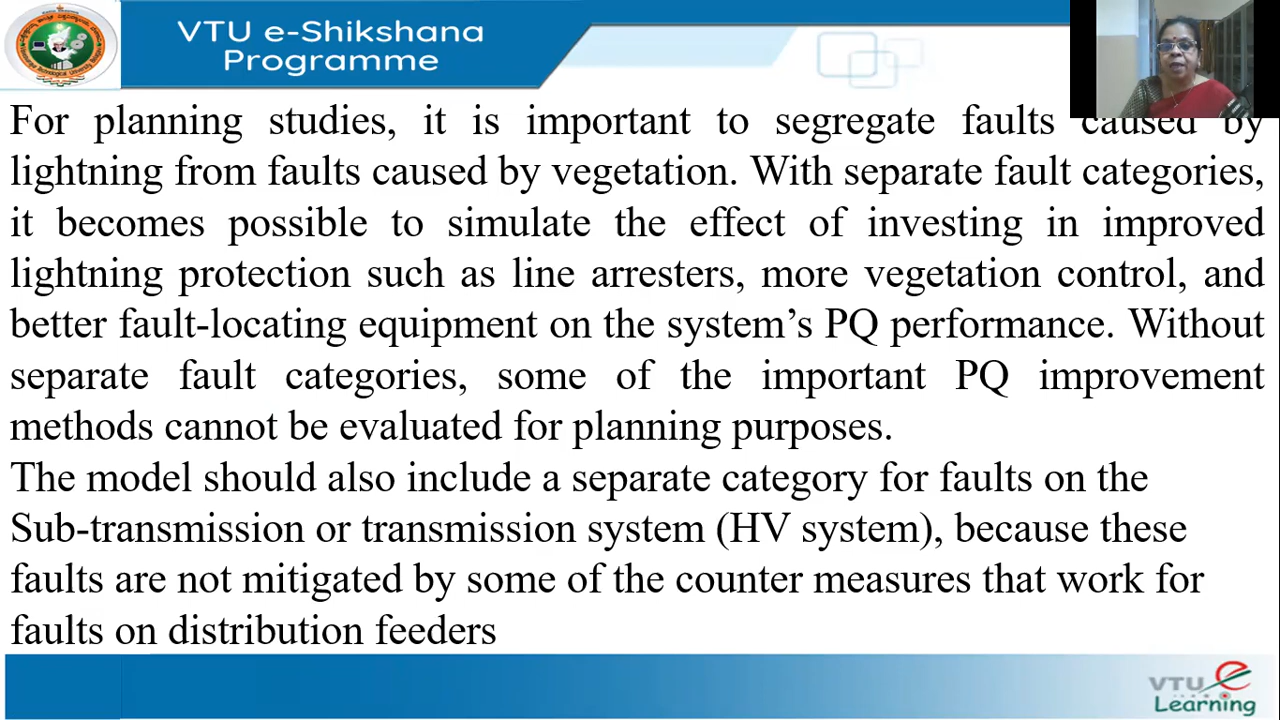 VTU e-Shikshana
Programme
For planning studies, it is important to segregate faults caused by
lightning from faults caused by vegetation. With separate fault categories,
it becomes possible to simulate the effect of investing in improved
lightning protection such as line arresters, more vegetation control, and
better fault-locating equipment on the system's PQ performance. Without
separate fault categories, some of the important PQ improvement
methods cannot be evaluated for planning purposes.
The model should also include a separate category for faults on the
Sub-transmission or transmission system (HV system), because these
faults are not mitigated by some of the counter measures that work for
faults on distribution feeders
VTU e
Learning